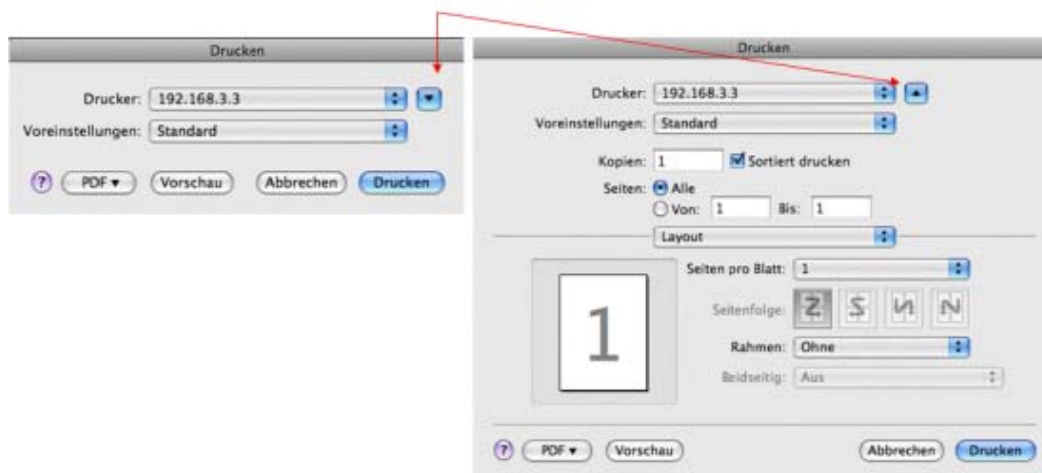 Drucken
Drucker: 192.168.3.3
Voreinstellungen: Standard
? PDF Vorschau Abbrechen Drucken
Drucken
Drucker: 192.168.3.3
Voreinstellungen: Standard
Kopien: 1 Sortiert drucken
Seiten: Alle
Von: 1 Bis: 1
Layout
Seiten pro Blatt: 1
1
Seitenfolge:
Rahmen: Ohne
Beidseitig: Aus
? PDF Vorschau Abbrechen Drucken